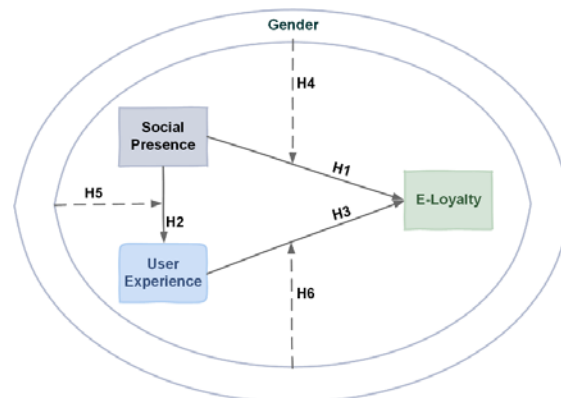 Gender
H4
Social
Presence
H1
H5
E-Loyalty
H2
H3
User
Experience
H6